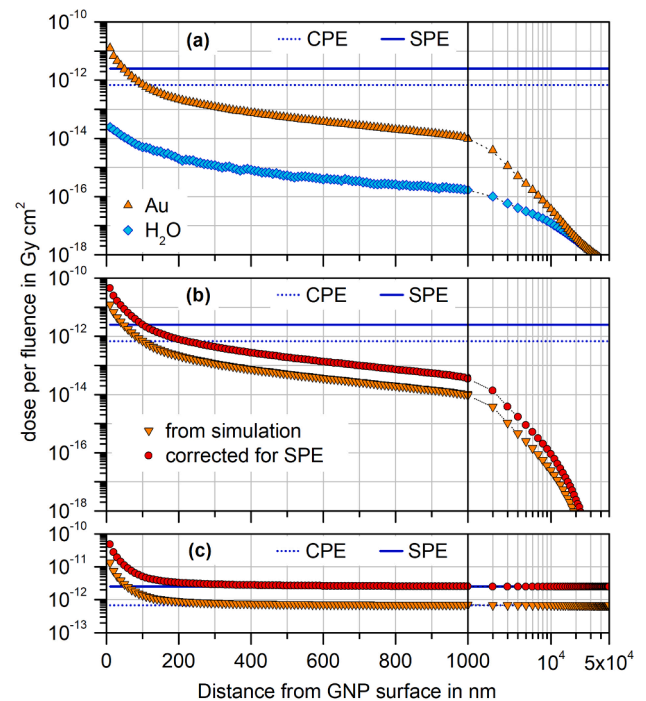 10⁻¹⁰
(a) CPE SPE
10⁻¹²
10⁻¹⁴
10⁻¹⁶
Au
H₂O
10⁻¹⁸
10⁻¹⁰
(b) CPE SPE
10⁻¹²
10⁻¹⁴
from simulation
10⁻¹⁶
corrected for SPE
10⁻¹⁸
10⁻¹⁰
(c) CPE SPE
10⁻¹¹
10⁻¹²
10⁻¹³
dose per fluence in Gy cm²
0 200 400 600 800 1000 10⁴ 5x10⁴
Distance from GNP surface in nm